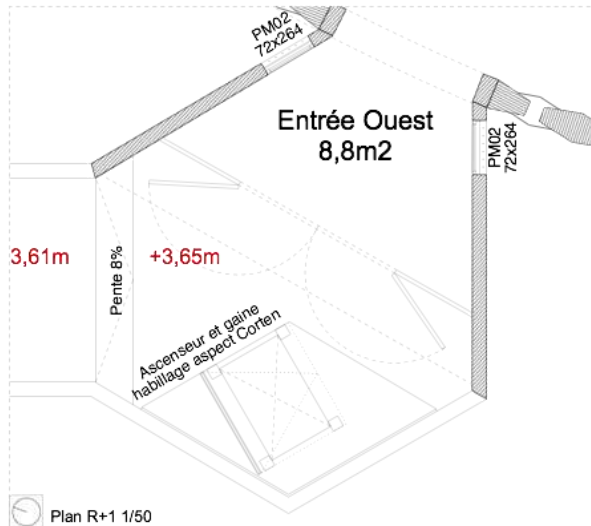 PM02
72x264
Entrée Ouest
8,8m2
PM02
72x264
3,61m
Pente 8%
+3,65m
Ascenseur et gaine
habillage aspect Corten
Plan R+1 1/50